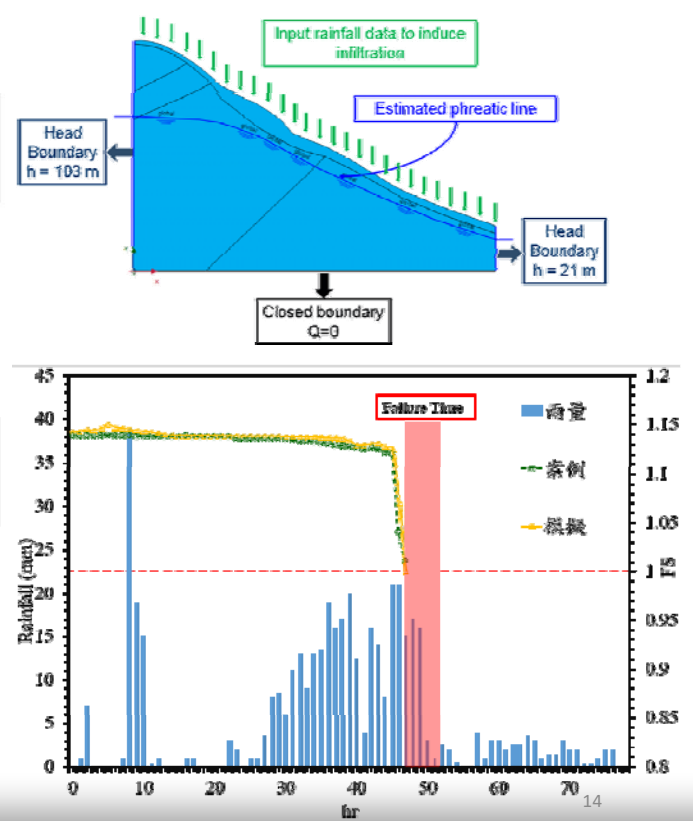 Input rainfall data to induce
infiltration
Estimated phreatic line
Head
Boundary
h = 103 m
Head
Boundary
h = 21 m
Closed boundary
Q=0
45
40
35
30
25
20
15
10
5
0
Rainfall (mm)
Failure Time
雨量
案例
模擬
1.2
1.15
1.1
1.05
1
FS
0.95
0.9
0.85
0.8
0
10
20
30
40
50
60
70
hr
14